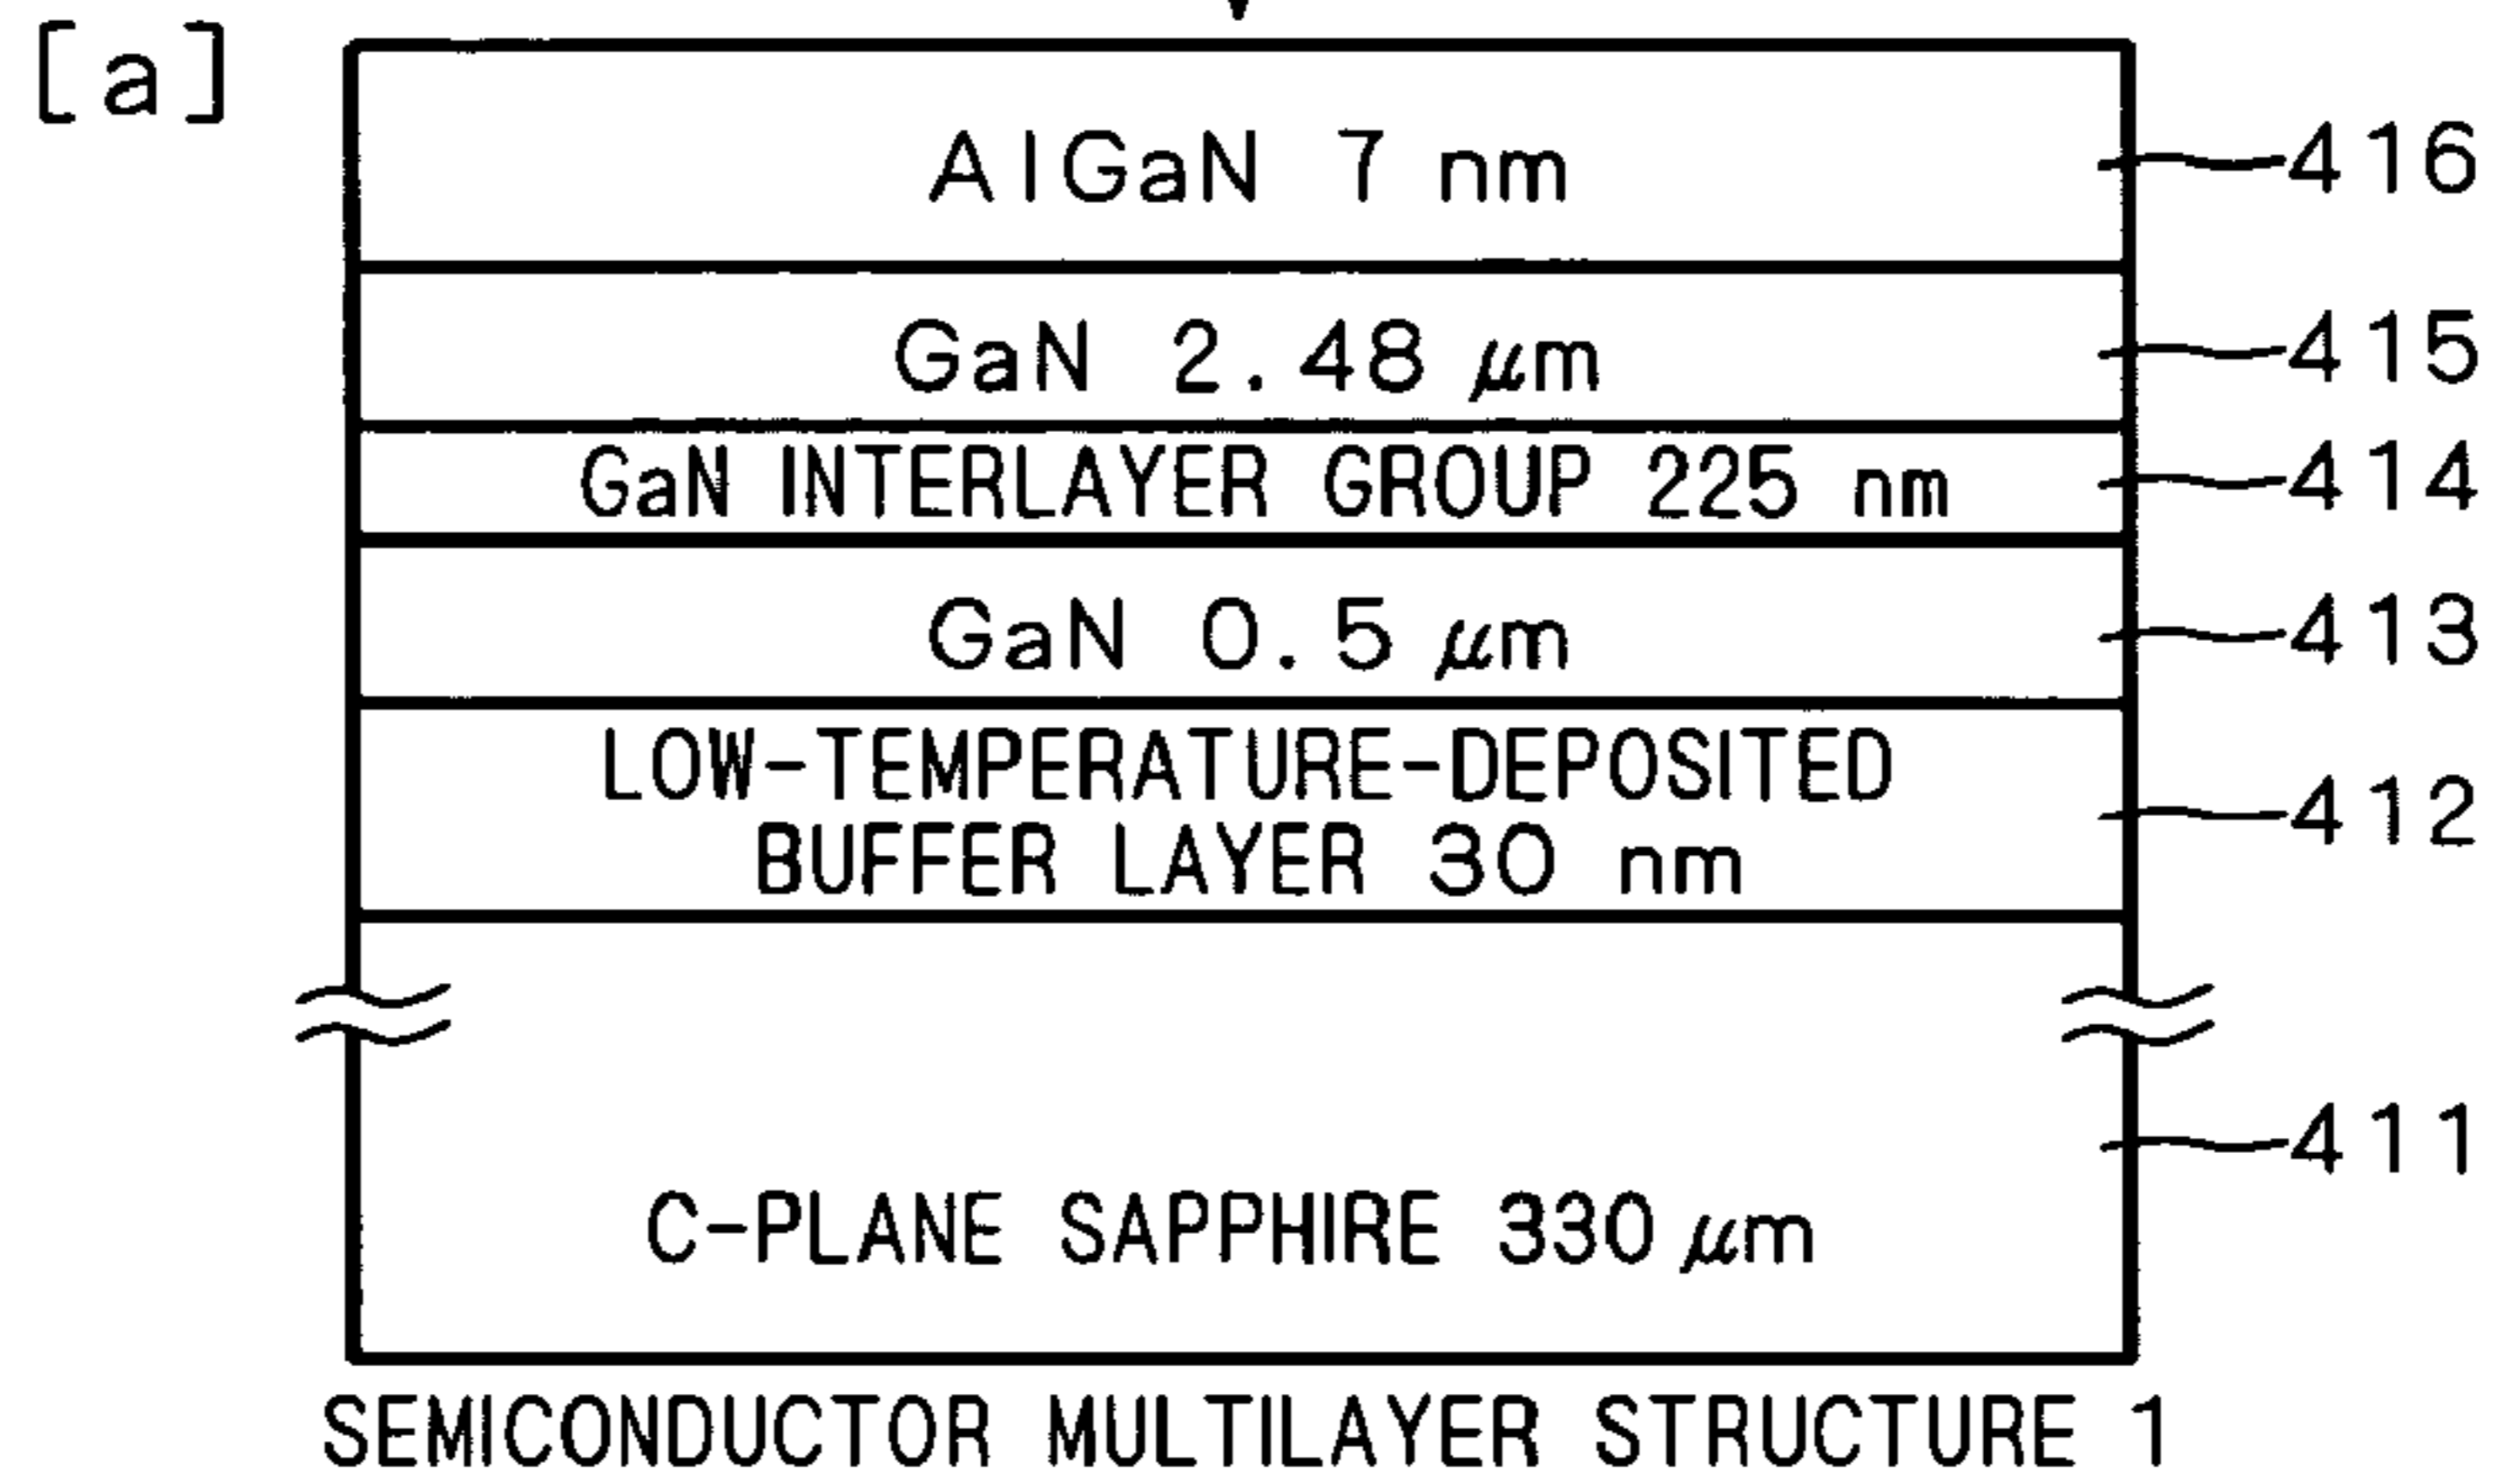 [a]
AlGaN 7 nm
416
GaN 2.48 μm
415
GaN INTERLAYER GROUP 225 nm
414
GaN 0.5 μm
413
LOW-TEMPERATURE-DEPOSITED
BUFFER LAYER 30 nm
412
411
C-PLANE SAPPHIRE 330 μm
SEMICONDUCTOR MULTILAYER STRUCTURE 1